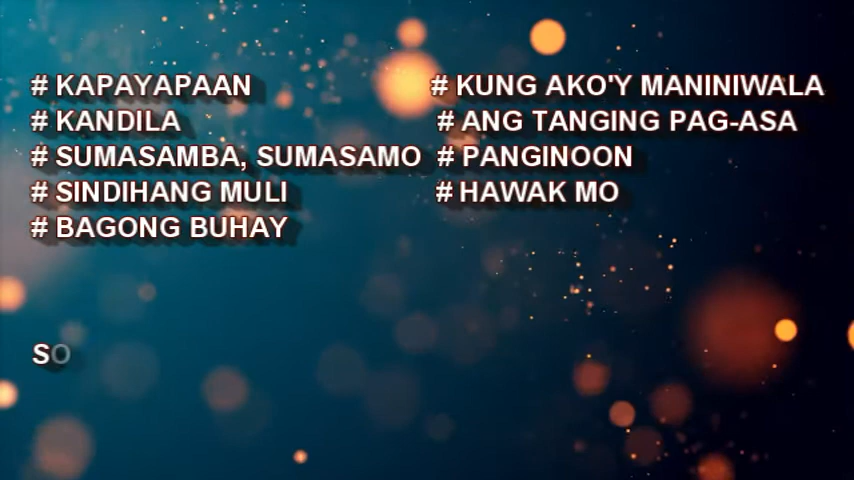 # KAPAYAPAAN
# KANDILA
# SUMASAMBA, SUMASAMO
# SINDIHANG MULI
# BAGONG BUHAY
# KUNG AKO'Y MANINIWALA
# ANG TANGING PAG-ASA
# PANGINOON
# HAWAK MO
SO